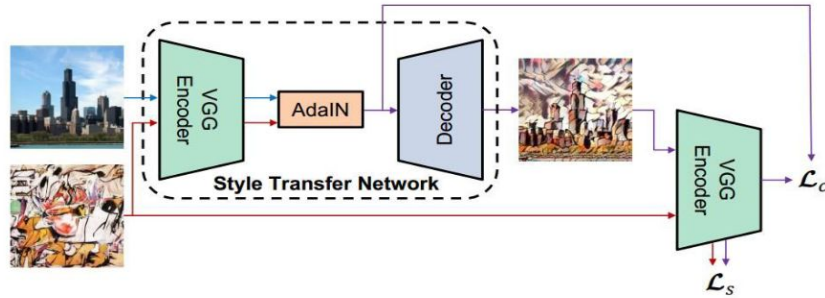 VGG
Encoder
AdaIN
Decoder
Style Transfer Network
VGG
Encoder
ℒc
ℒs